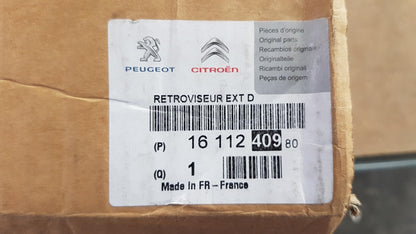 Pièces d'origine
Original parts
Recambios originales
Originalteile
Ricambi originali
Peças de origem
PEUGEOT
CITROËN
RETROVISEUR EXT D
(P) 16 112 409 80
(Q) 1
Made In FR - France